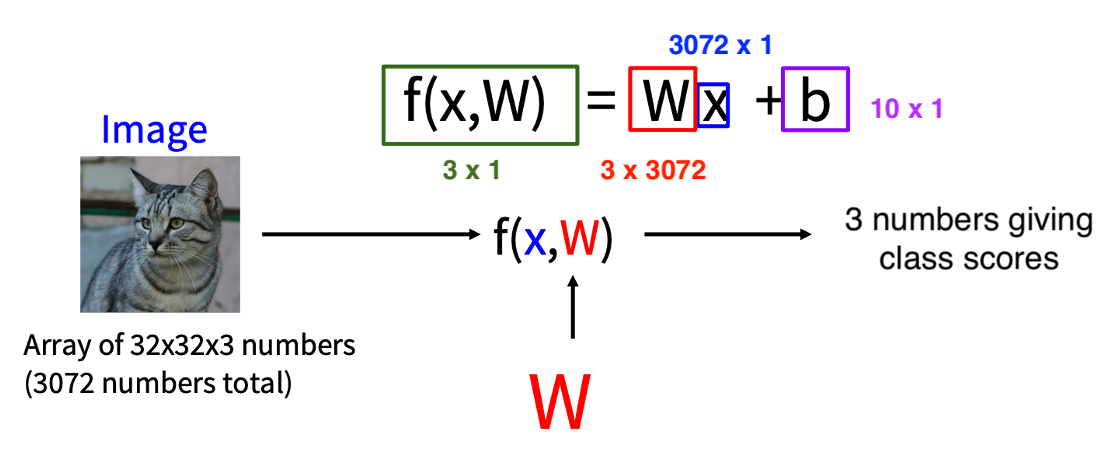 3072 x 1
f(x,W) = Wx + b
10 x 1
3 x 1
3 x 3072
Image
f(x,W)
3 numbers giving
class scores
Array of 32x32x3 numbers
(3072 numbers total)
W